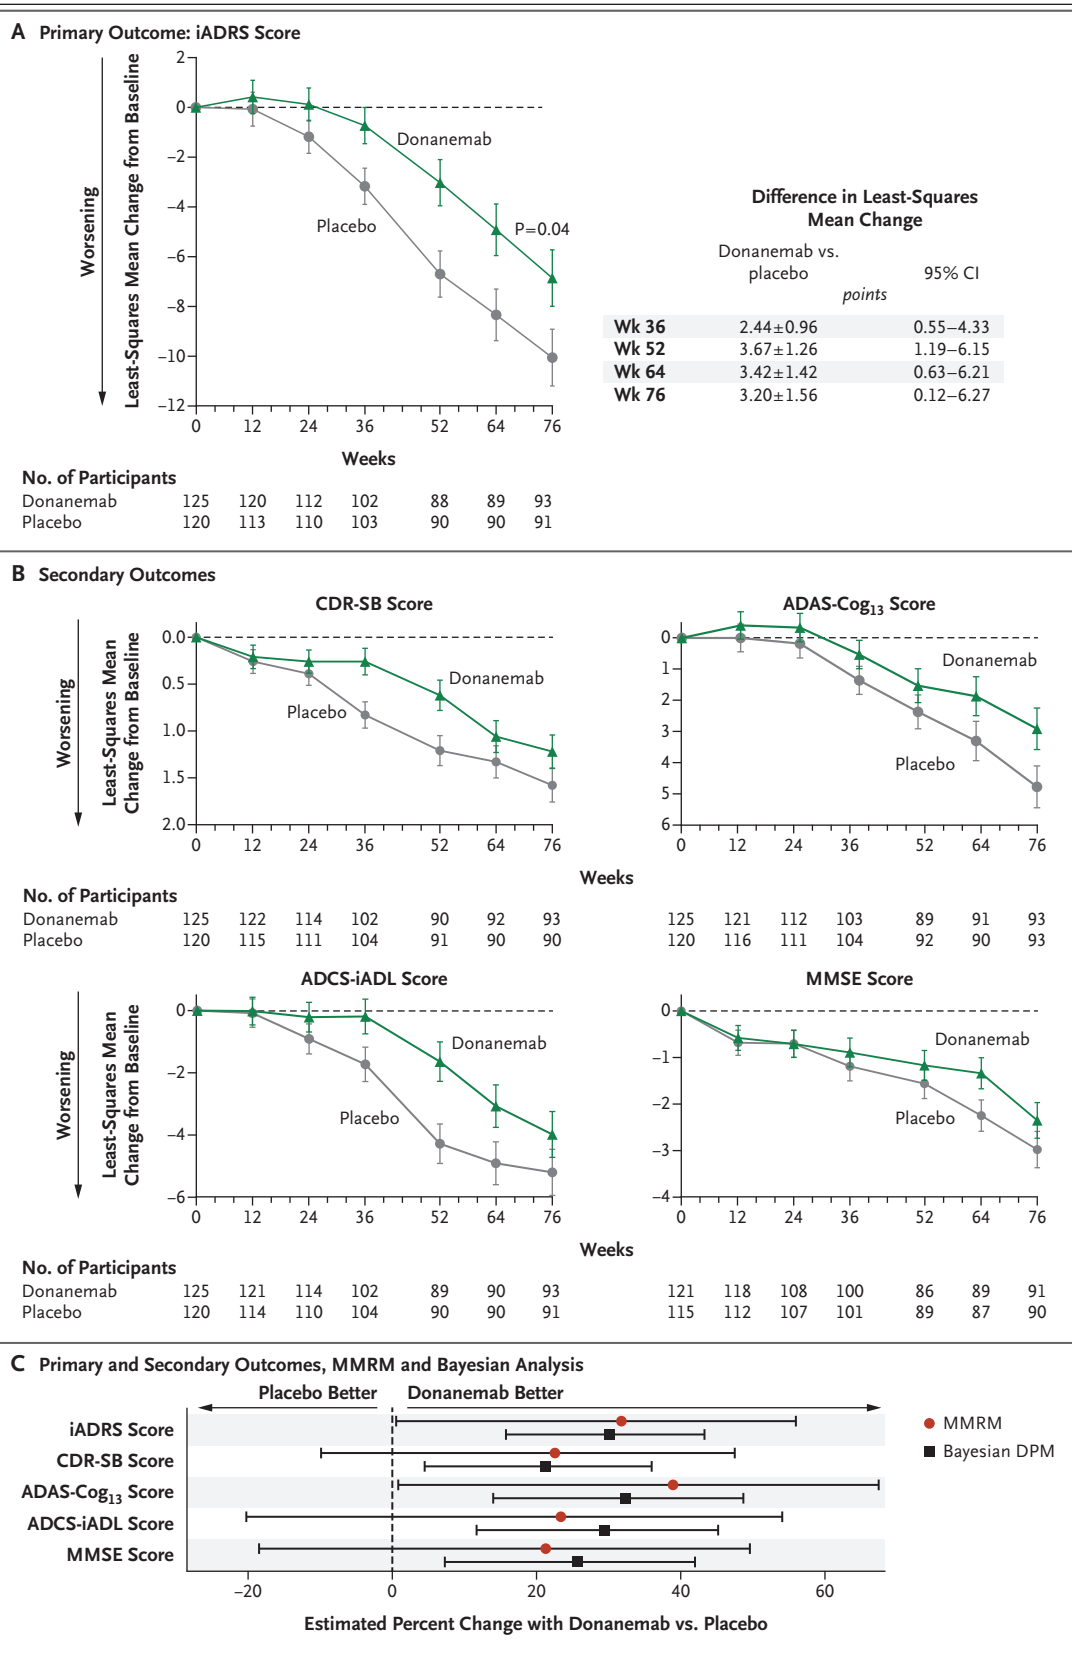 A Primary Outcome: iADRS Score
Worsening
Least-Squares Mean Change from Baseline
2
0
−2
−4
−6
−8
−10
−12
Donanemab
Placebo
P=0.04
0 12 24 36 52 64 76
Weeks
Difference in Least-Squares
Mean Change
Donanemab vs.
placebo 95% CI
points
Wk 36 2.44±0.96 0.55–4.33
Wk 52 3.67±1.26 1.19–6.15
Wk 64 3.42±1.42 0.63–6.21
Wk 76 3.20±1.56 0.12–6.27
No. of Participants
Donanemab 125 120 112 102 88 89 93
Placebo 120 113 110 103 90 90 91
B Secondary Outcomes
CDR-SB Score
Worsening
Least-Squares Mean
Change from Baseline
0.0
0.5
1.0
1.5
2.0
Donanemab
Placebo
0 12 24 36 52 64 76
ADAS-Cog13 Score
0
1
2
3
4
5
6
Donanemab
Placebo
0 12 24 36 52 64 76
Weeks
No. of Participants
Donanemab 125 122 114 102 90 92 93 125 121 112 103 89 91 93
Placebo 120 115 111 104 91 90 90 120 116 111 104 92 90 93
ADCS-iADL Score
Worsening
Least-Squares Mean
Change from Baseline
0
−2
−4
−6
Donanemab
Placebo
0 12 24 36 52 64 76
MMSE Score
0
−1
−2
−3
−4
Donanemab
Placebo
0 12 24 36 52 64 76
Weeks
No. of Participants
Donanemab 125 121 114 102 89 90 93 121 118 108 100 86 89 91
Placebo 120 114 110 104 90 90 91 115 112 107 101 89 87 90
C Primary and Secondary Outcomes, MMRM and Bayesian Analysis
Placebo Better Donanemab Better
iADRS Score
CDR-SB Score
ADAS-Cog13 Score
ADCS-iADL Score
MMSE Score
MMRM
Bayesian DPM
−20 0 20 40 60
Estimated Percent Change with Donanemab vs. Placebo